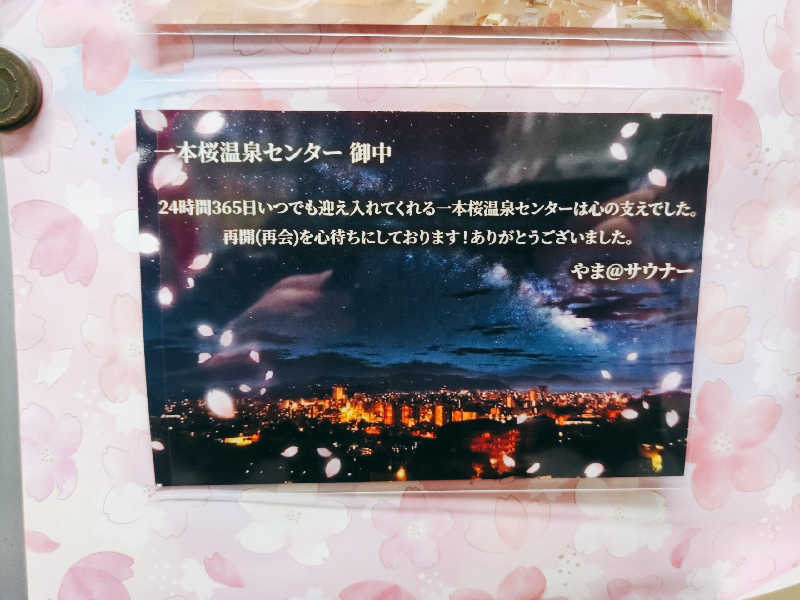 一本桜温泉センター 御中
24時間365日いつでも迎え入れてくれる一本桜温泉センターは心の支えでした。
再開(再会)を心待ちにしております！ありがとうございました。
やま@サウナー